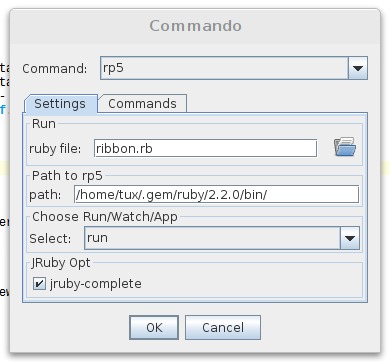 Commando
Command: rp5
Settings Commands
Run
ruby file: ribbon.rb
Path to rp5
path: /home/tux/.gem/ruby/2.2.0/bin/
Choose Run/Watch/App
Select: run
JRuby Opt
jruby-complete
OK Cancel